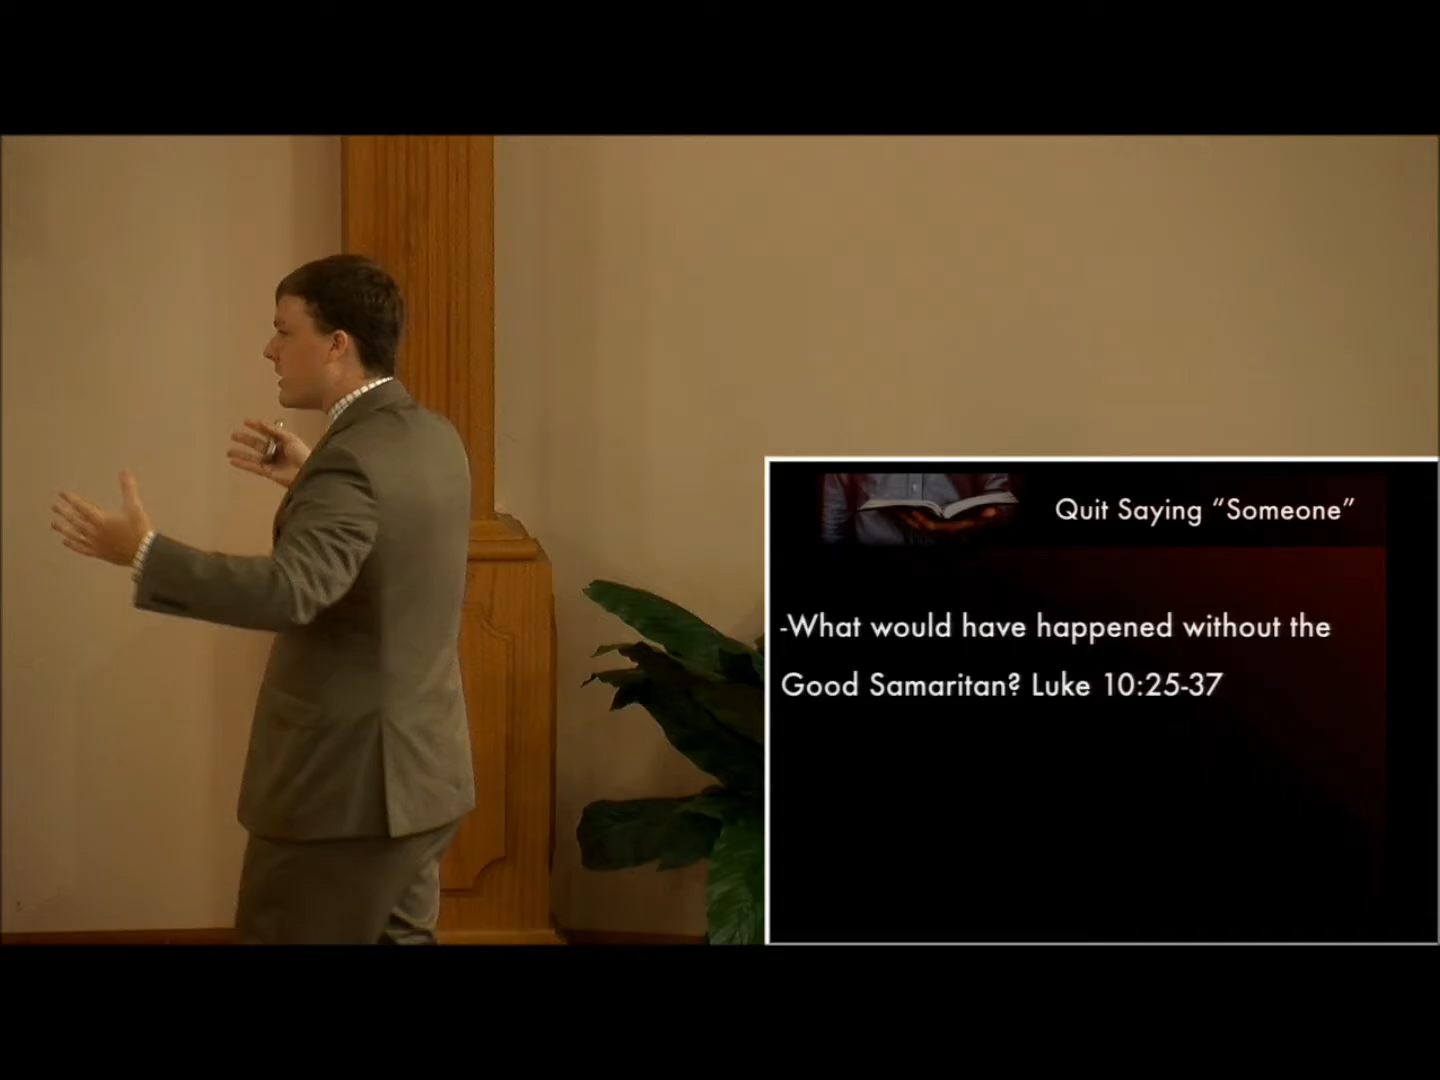 Quit Saying “Someone”
-What would have happened without the
Good Samaritan? Luke 10:25-37